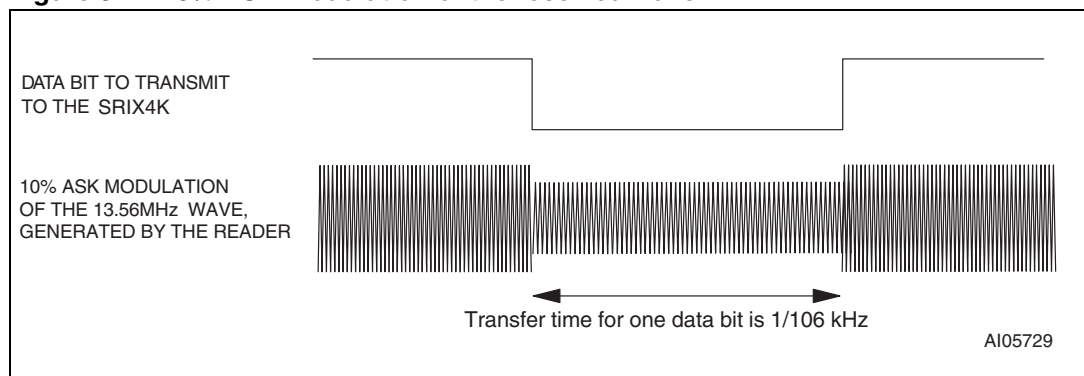 DATA BIT TO TRANSMIT
TO THE SRIX4K
10% ASK MODULATION
OF THE 13.56MHz WAVE,
GENERATED BY THE READER
Transfer time for one data bit is 1/106 kHz
AI05729